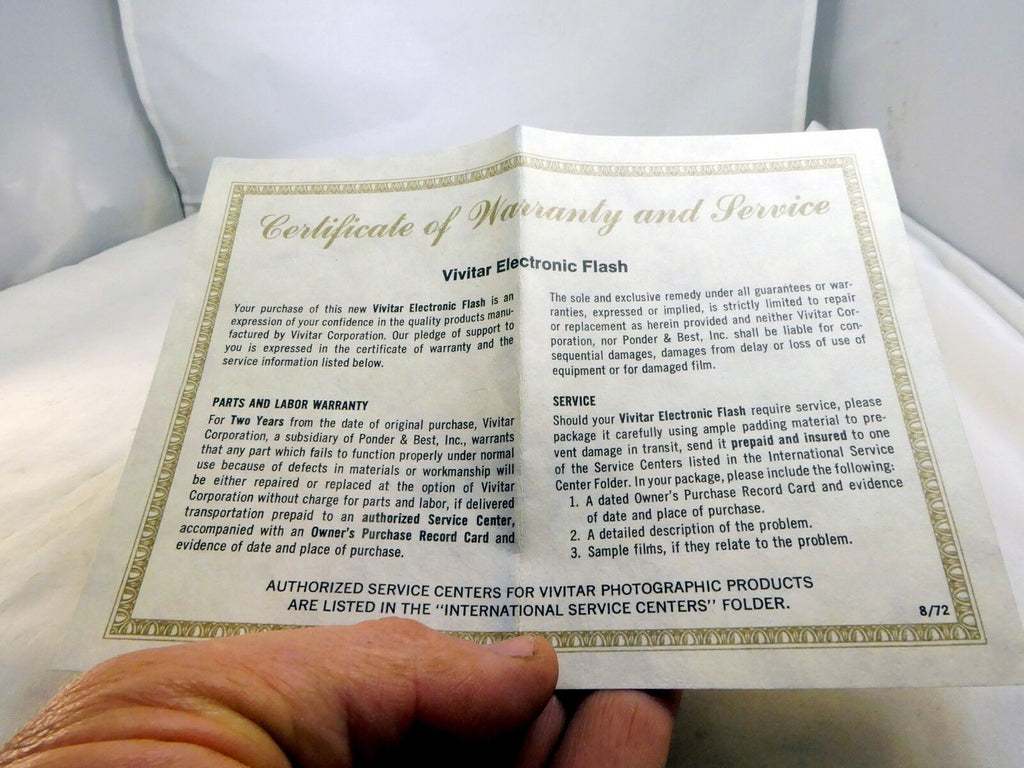 Certificate of Warranty and Service
Vivitar Electronic Flash
Your purchase of this new Vivitar Electronic Flash is an
expression of your confidence in the quality products manu-
factured by Vivitar Corporation. Our pledge of support to
you is expressed in the certificate of warranty and the
service information listed below.
PARTS AND LABOR WARRANTY
For Two Years from the date of original purchase, Vivitar
Corporation, a subsidiary of Ponder & Best, Inc., warrants
that any part which fails to function properly under normal
use because of defects in materials or workmanship will
be either repaired or replaced at the option of Vivitar
Corporation without charge for parts and labor, if delivered
transportation prepaid to an authorized Service Center,
accompanied with an Owner's Purchase Record Card and
evidence of date and place of purchase.
The sole and exclusive remedy under all guarantees or war-
ranties, expressed or implied, is strictly limited to repair
or replacement as herein provided and neither Vivitar Cor-
poration, nor Ponder & Best, Inc. shall be liable for con-
sequential damages, damages from delay or loss of use of
equipment or for damaged film.
SERVICE
Should your Vivitar Electronic Flash require service, please
package it carefully using ample padding material to pre-
vent damage in transit, send it prepaid and insured to one
of the Service Centers listed in the International Service
Center Folder. In your package, please include the following:
1. A dated Owner's Purchase Record Card and evidence
of date and place of purchase.
2. A detailed description of the problem.
3. Sample films, if they relate to the problem.
AUTHORIZED SERVICE CENTERS FOR VIVITAR PHOTOGRAPHIC PRODUCTS
ARE LISTED IN THE "INTERNATIONAL SERVICE CENTERS" FOLDER.
8/72